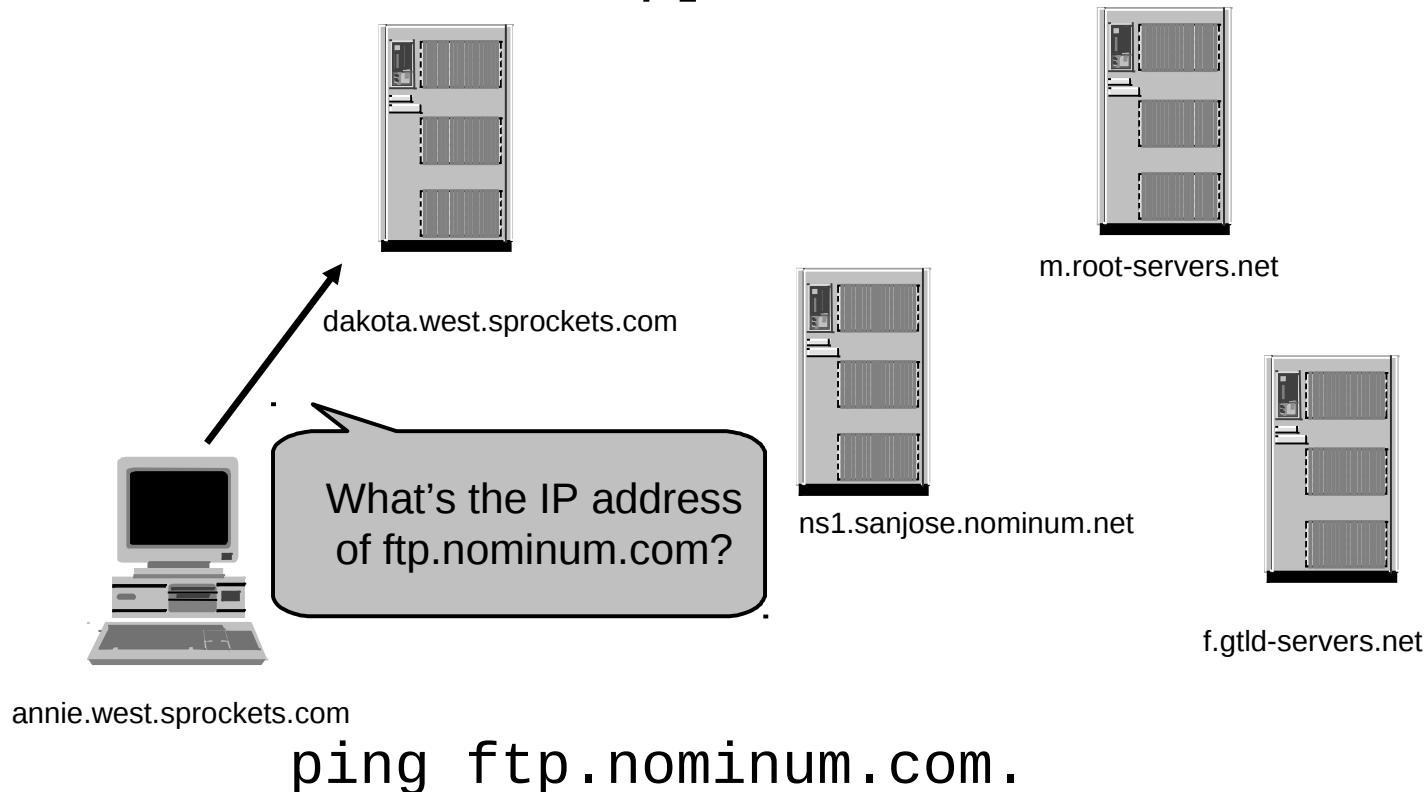 m.root-servers.net
dakota.west.sprockets.com
What's the IP address
of ftp.nominum.com?
ns1.sanjose.nominum.net
f.gtld-servers.net
annie.west.sprockets.com
ping ftp.nominum.com.